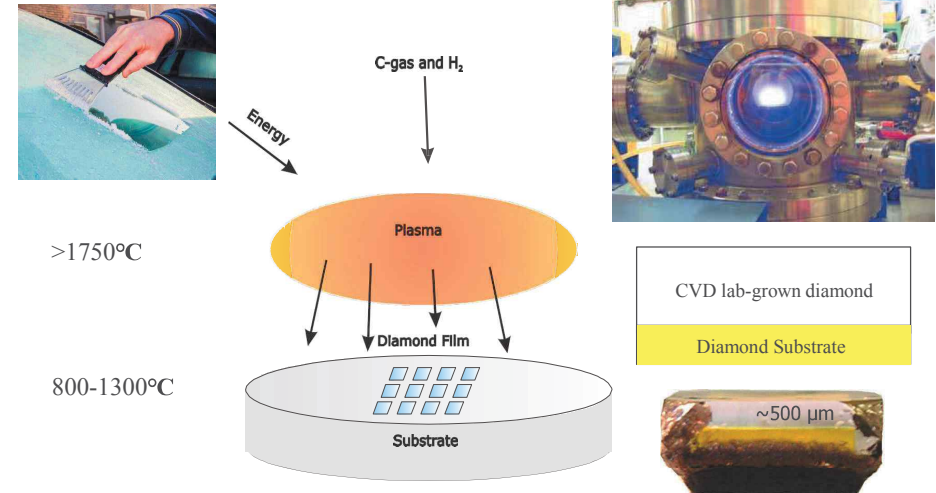 C-gas and H₂
Energy
Plasma
>1750°C
CVD lab-grown diamond
Diamond Film
Diamond Substrate
800-1300°C
~500 μm
Substrate